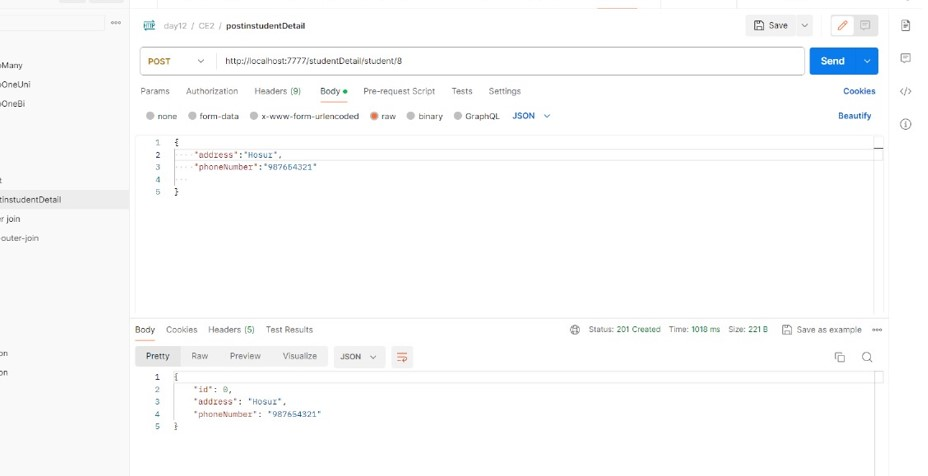 day12 / CE2 / postinstudentDetail
Save
POST
http://localhost:7777/studentDetail/student/8
Send
Params Authorization Headers (9) Body Pre-request Script Tests Settings Cookies
none form-data x-www-form-urlencoded raw binary GraphQL JSON Beautify
1 {
2 "address":"Hosur",
3 "phoneNumber":"987654321"
4
5 }
Many
OneUni
OneBi
t
tinstudentDetail
r join
outer-join
on
on
Body Cookies Headers (5) Test Results Status: 201 Created Time: 1018 ms Size: 221 B Save as example
Pretty Raw Preview Visualize JSON
1 {
2 "id": 0,
3 "address": "Hosur",
4 "phoneNumber": "987654321"
5 }